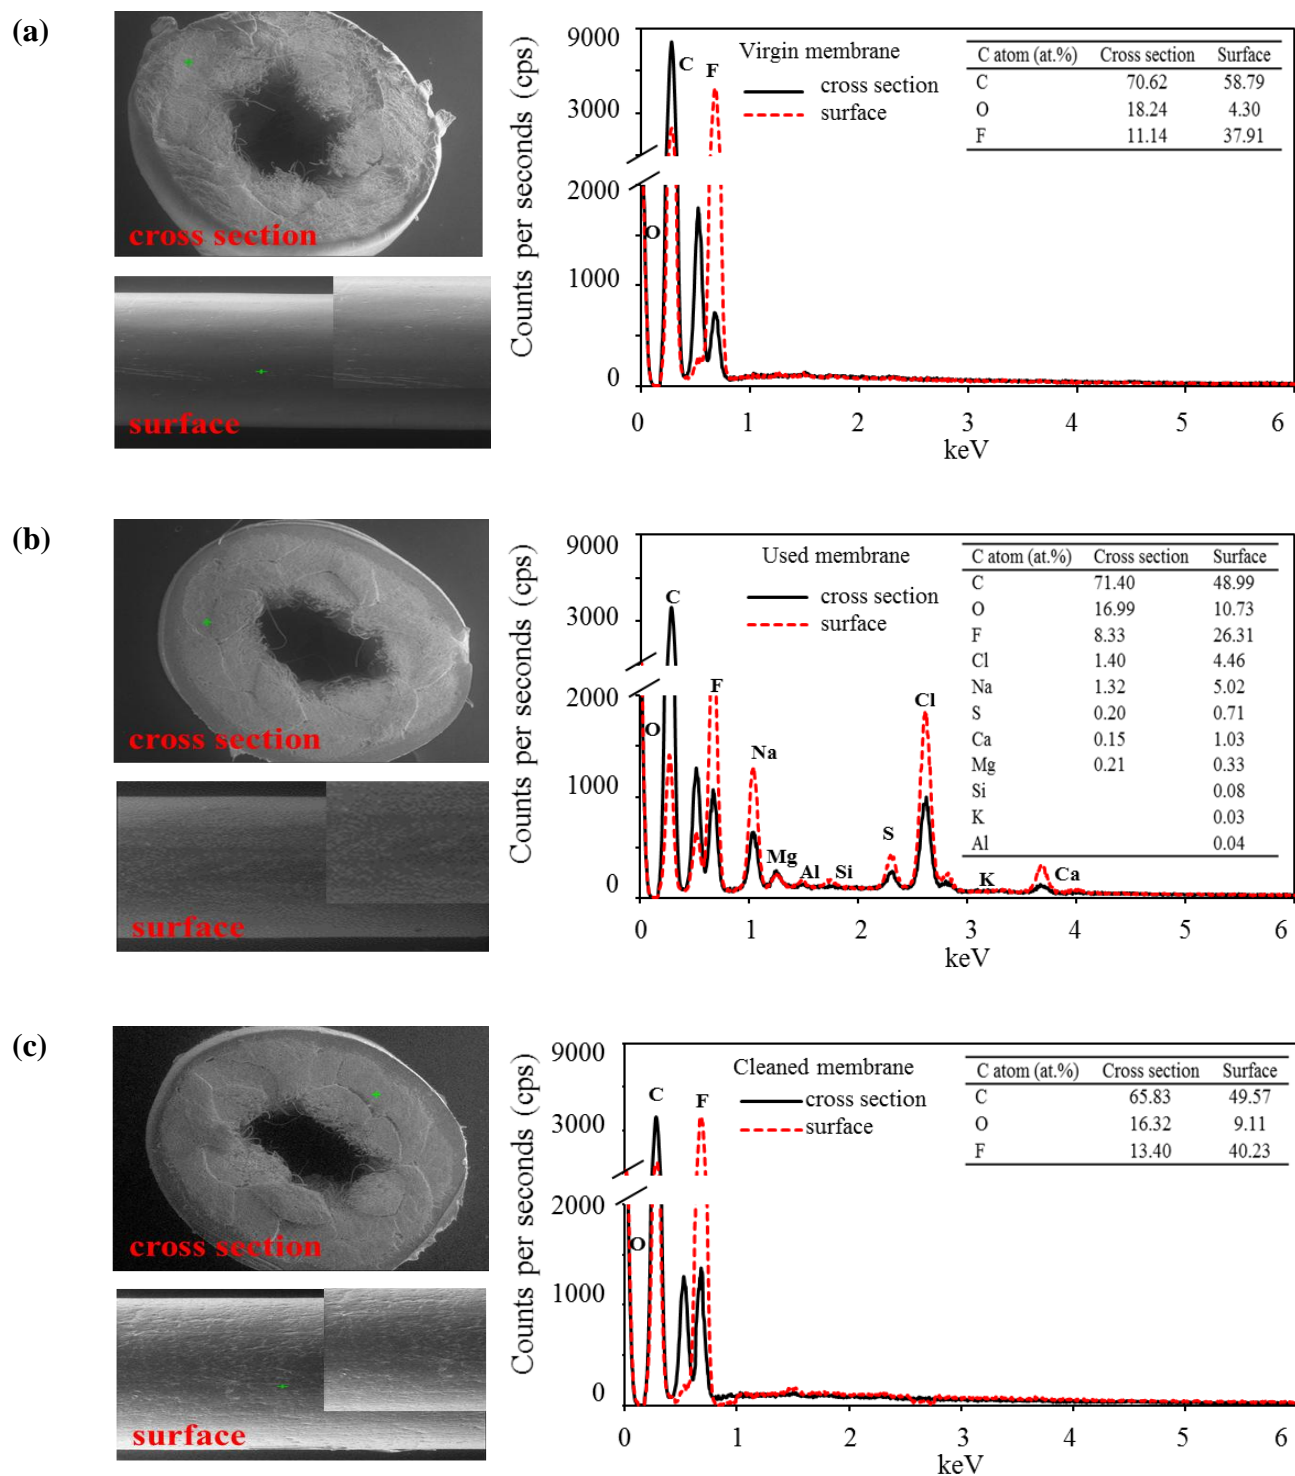 (a)
cross section
surface
Counts per seconds (cps)
9000
3000
2000
1000
0
C
F
O
Virgin membrane
cross section
surface
C atom (at.%) Cross section Surface
C 70.62 58.79
O 18.24 4.30
F 11.14 37.91
0 1 2 3 4 5 6
keV
(b)
cross section
surface
Counts per seconds (cps)
9000
3000
2000
1000
0
C
O
F
Na
Mg
Al
Si
S
Cl
K
Ca
Used membrane
cross section
surface
C atom (at.%) Cross section Surface
C 71.40 48.99
O 16.99 10.73
F 8.33 26.31
Cl 1.40 4.46
Na 1.32 5.02
S 0.20 0.71
Ca 0.15 1.03
Mg 0.21 0.33
Si 0.08
K 0.03
Al 0.04
0 1 2 3 4 5 6
keV
(c)
cross section
surface
Counts per seconds (cps)
9000
3000
2000
1000
0
C
F
O
Cleaned membrane
cross section
surface
C atom (at.%) Cross section Surface
C 65.83 49.57
O 16.32 9.11
F 13.40 40.23
0 1 2 3 4 5 6
keV